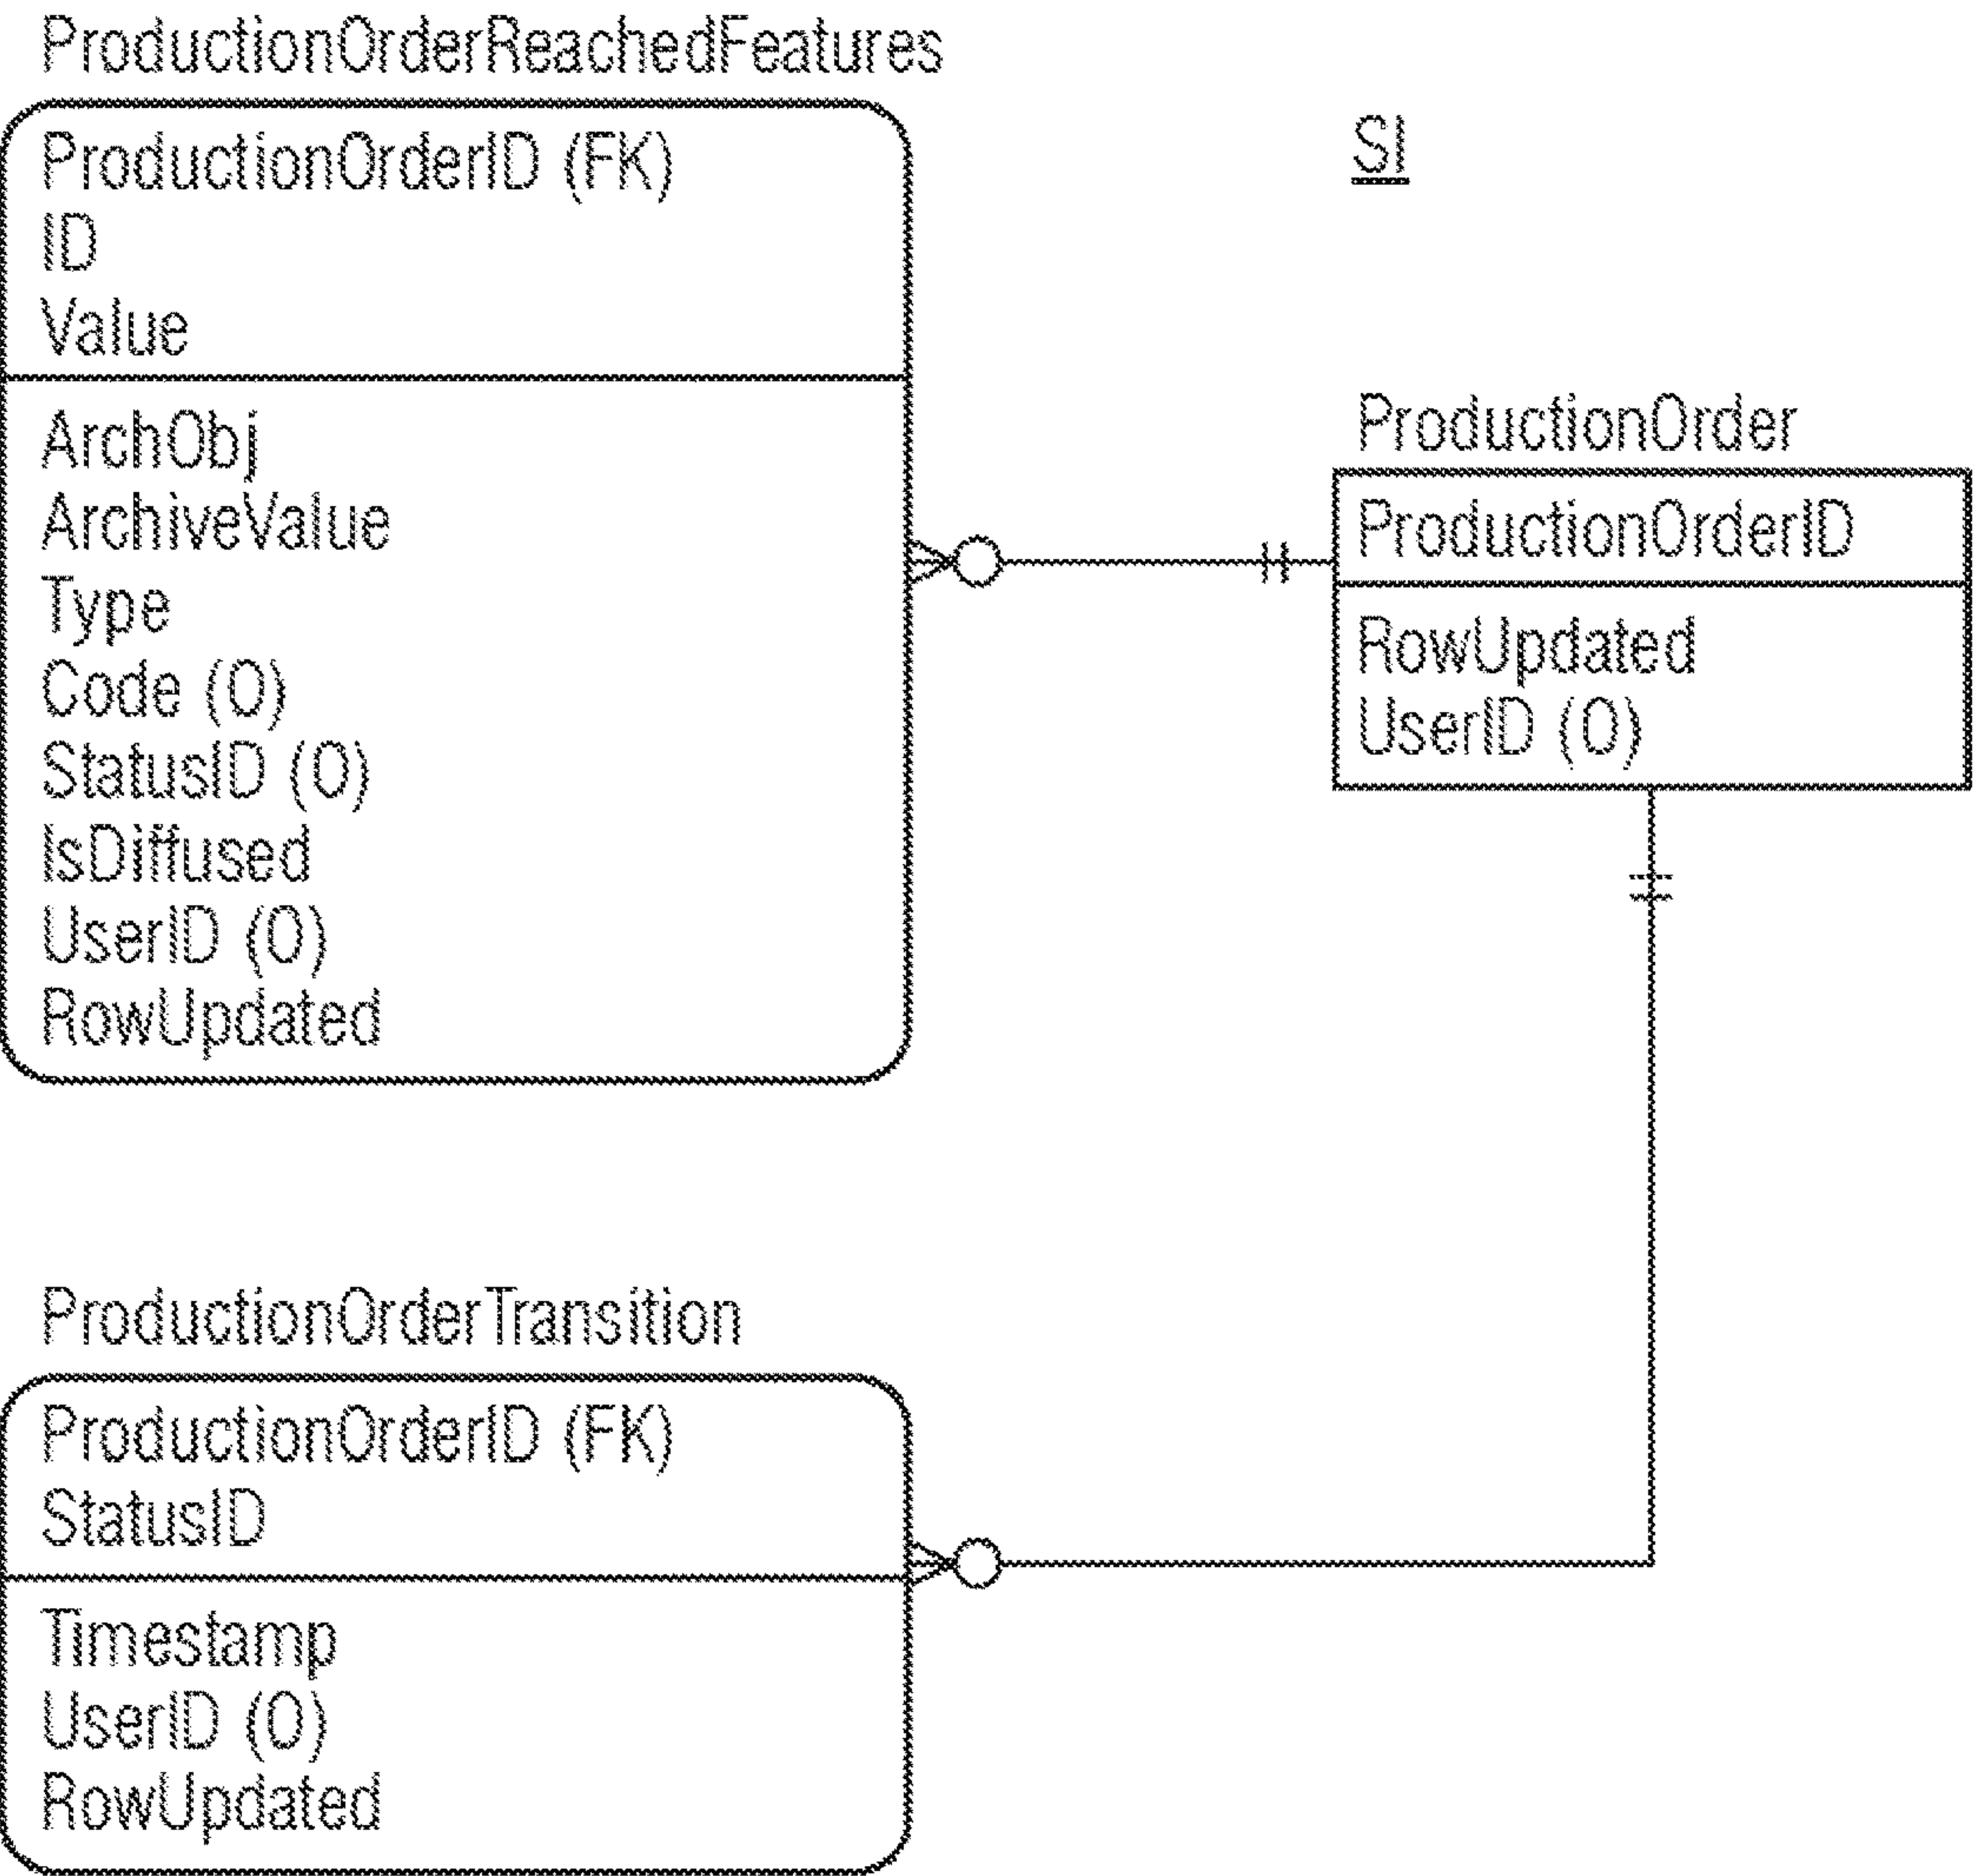 ProductionOrderReachedFeatures
ProductionOrderID (FK)
ID
Value
ArchObj
ArchiveValue
Type
Code (O)
StatusID (O)
IsDiffused
UserID (O)
RowUpdated
SI
ProductionOrder
ProductionOrderID
RowUpdated
UserID (O)
ProductionOrderTransition
ProductionOrderID (FK)
StatusID
Timestamp
UserID (O)
RowUpdated